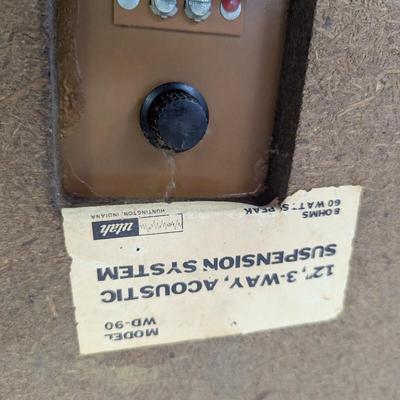 MODEL
WD-90
12", 3-WAY, ACOUSTIC
SUSPENSION SYSTEM
utah
HUNTINGTON, INDIANA
8 OHMS
60 WATTS PEAK